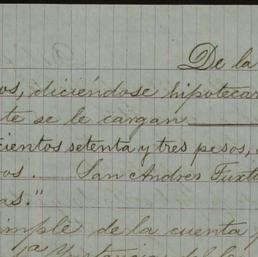 De la
os, diciéndose hipotecar
te se le cargan
cientos setenta y tres pesos,
os. San Andres Tuxt
as."
imple de la cuenta